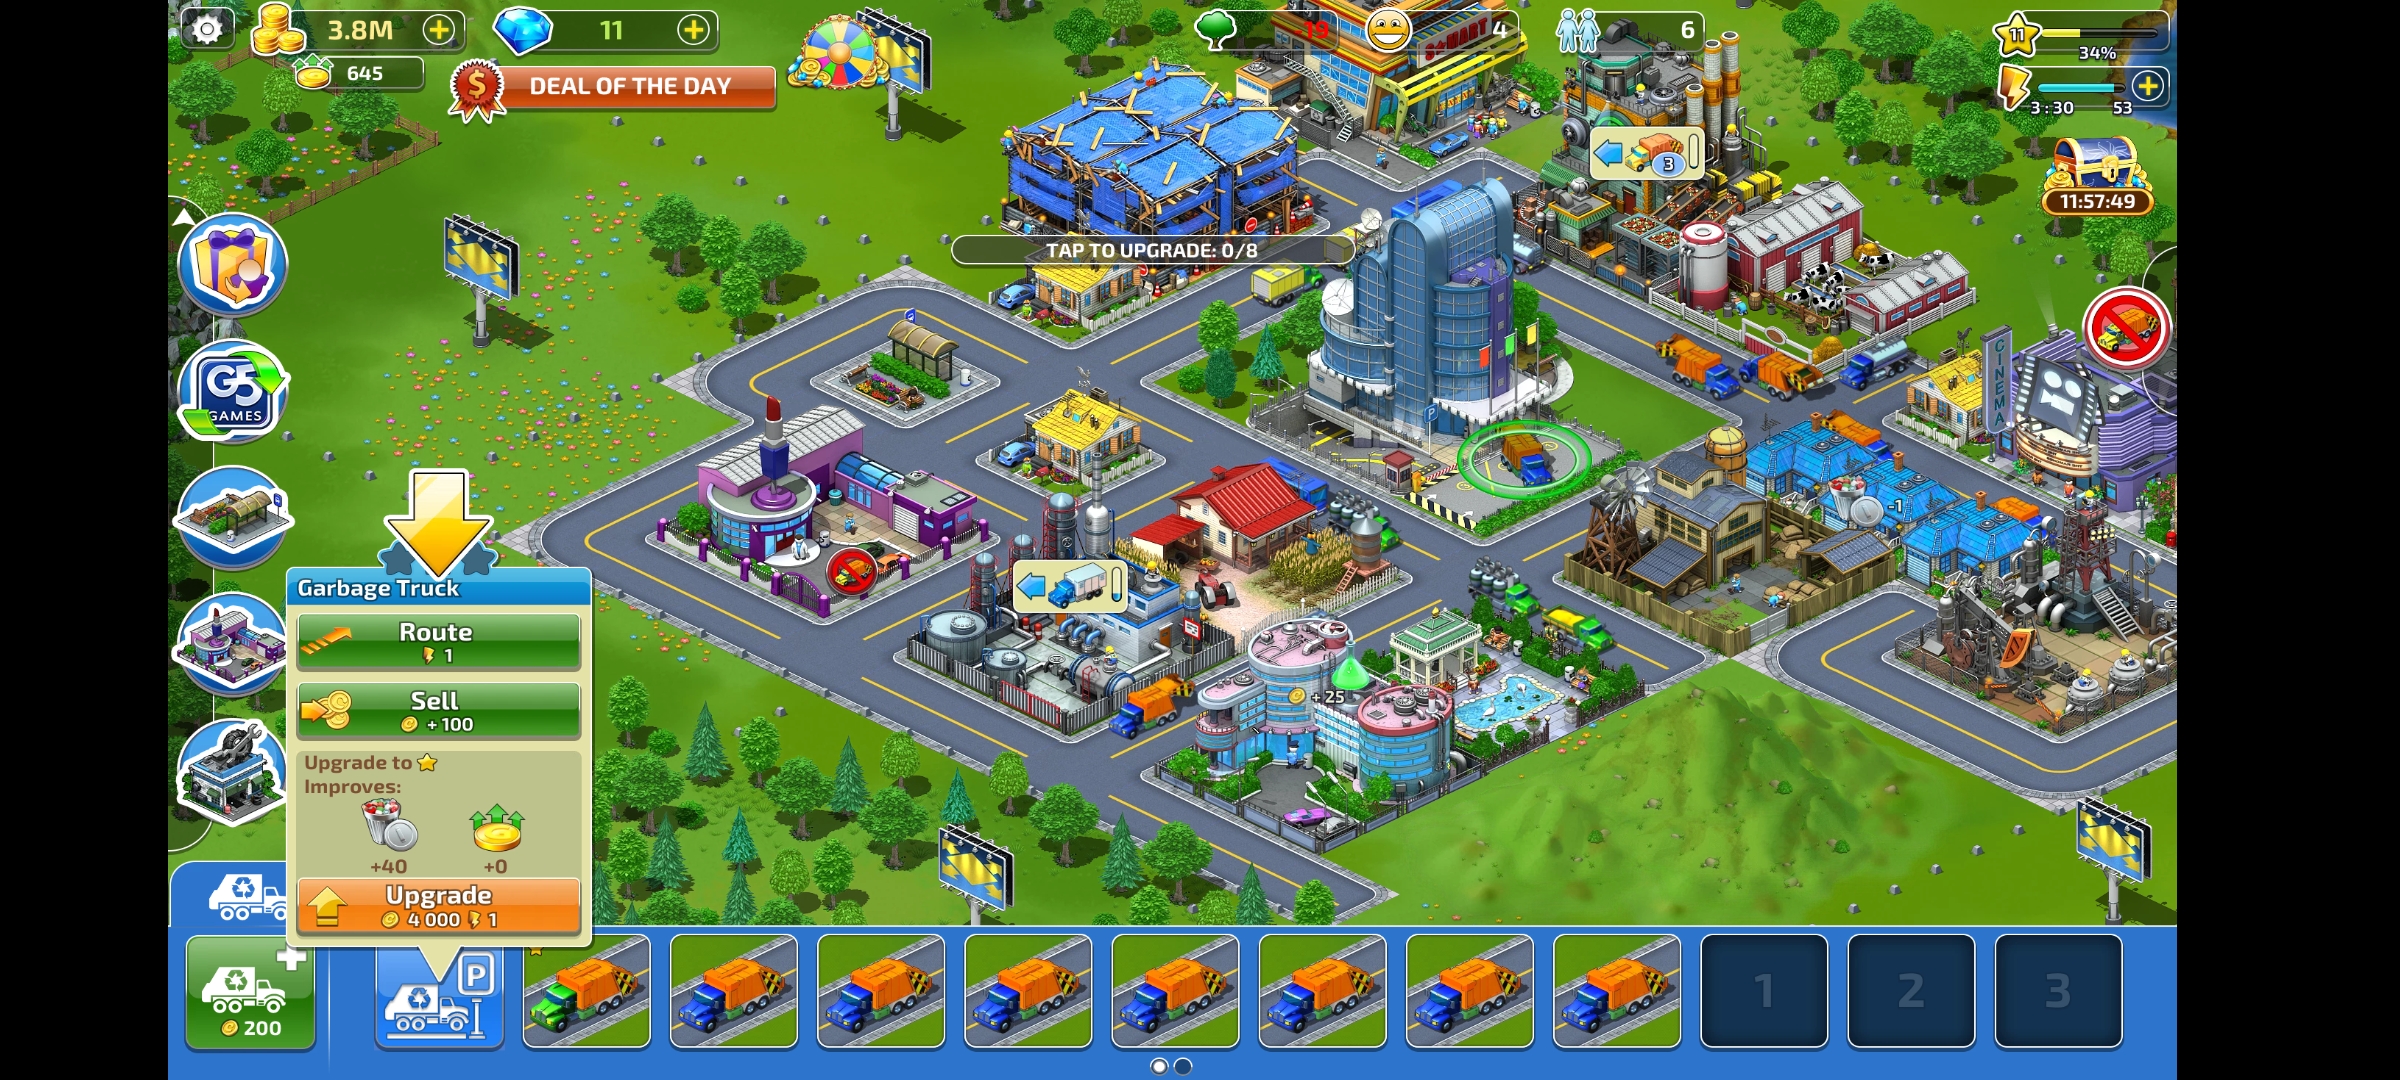 3.8M
11
-19
4
6
11
34%
645
DEAL OF THE DAY
S★MART
3:30
53
3
11:57:49
TAP TO UPGRADE: 0/8
CINEMA
G5
GAMES
P
-1
Garbage Truck
Route
1
Sell
+100
+25
Upgrade to
Improves:
+40
+0
Upgrade
4 000
1
P
200
1
2
3